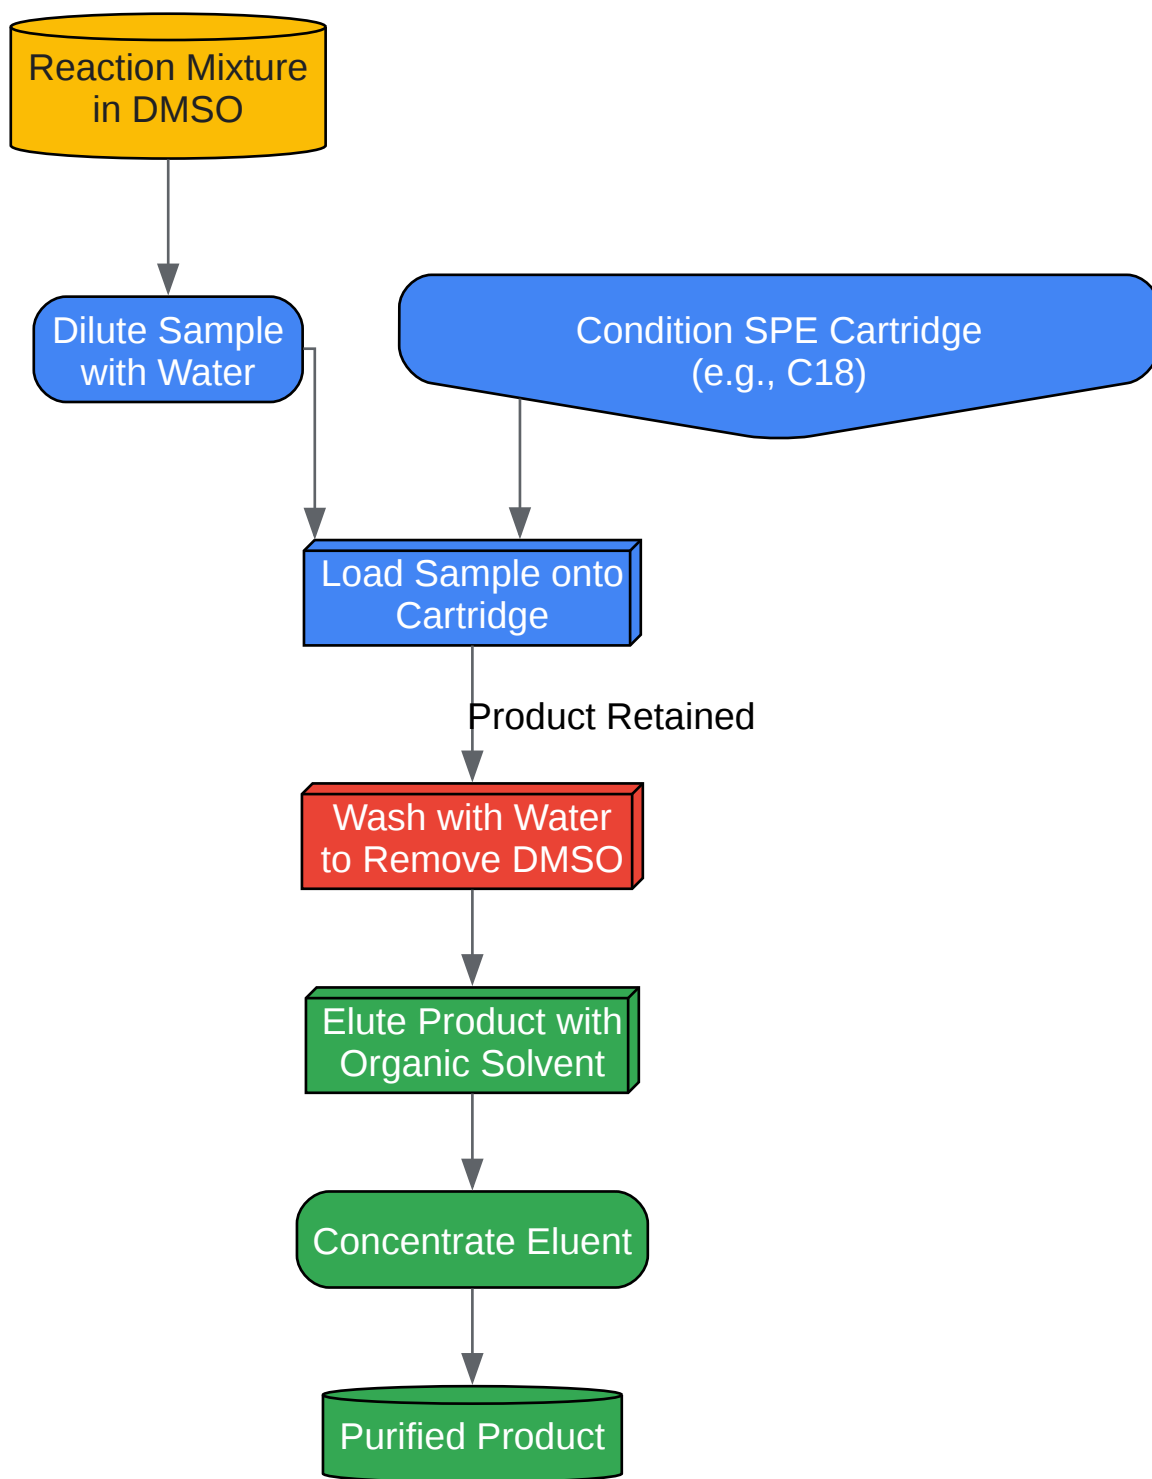 Reaction Mixture
in DMSO
Dilute Sample
with Water
Condition SPE Cartridge
(e.g., C18)
Load Sample onto
Cartridge
Product Retained
Wash with Water
to Remove DMSO
Elute Product with
Organic Solvent
Concentrate Eluent
Purified Product